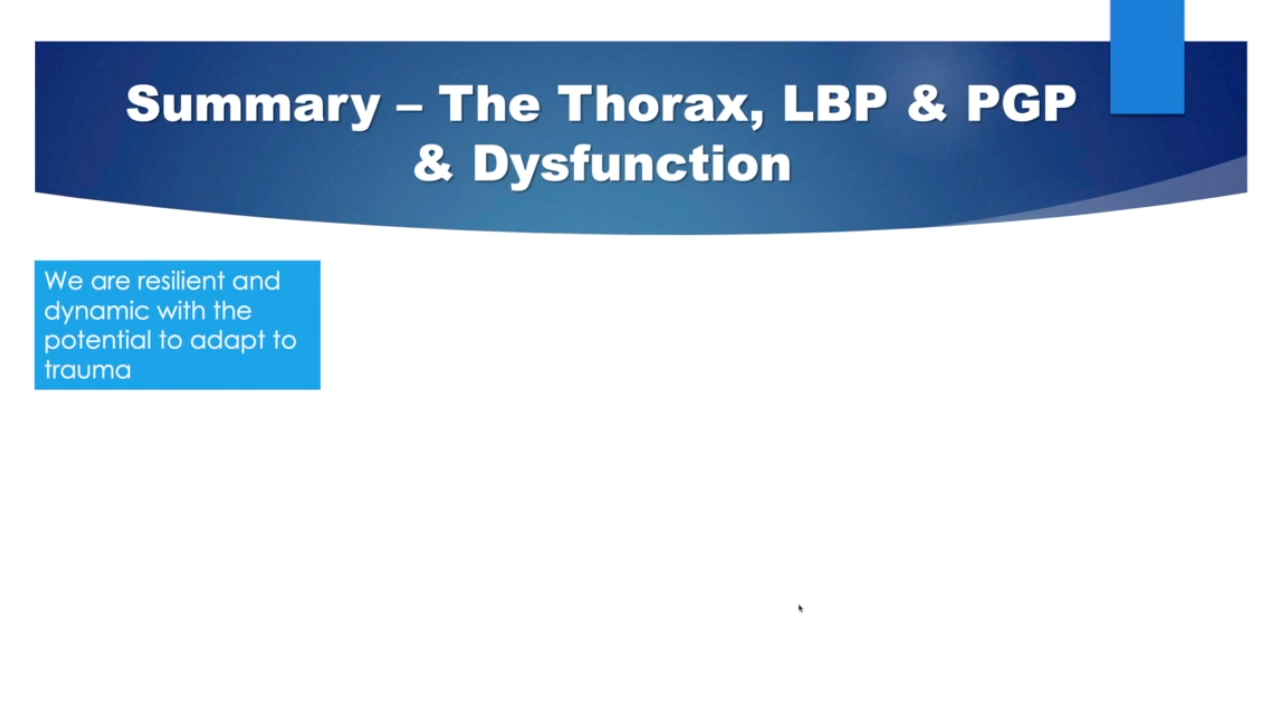 Summary – The Thorax, LBP & PGP
& Dysfunction
We are resilient and
dynamic with the
potential to adapt to
trauma